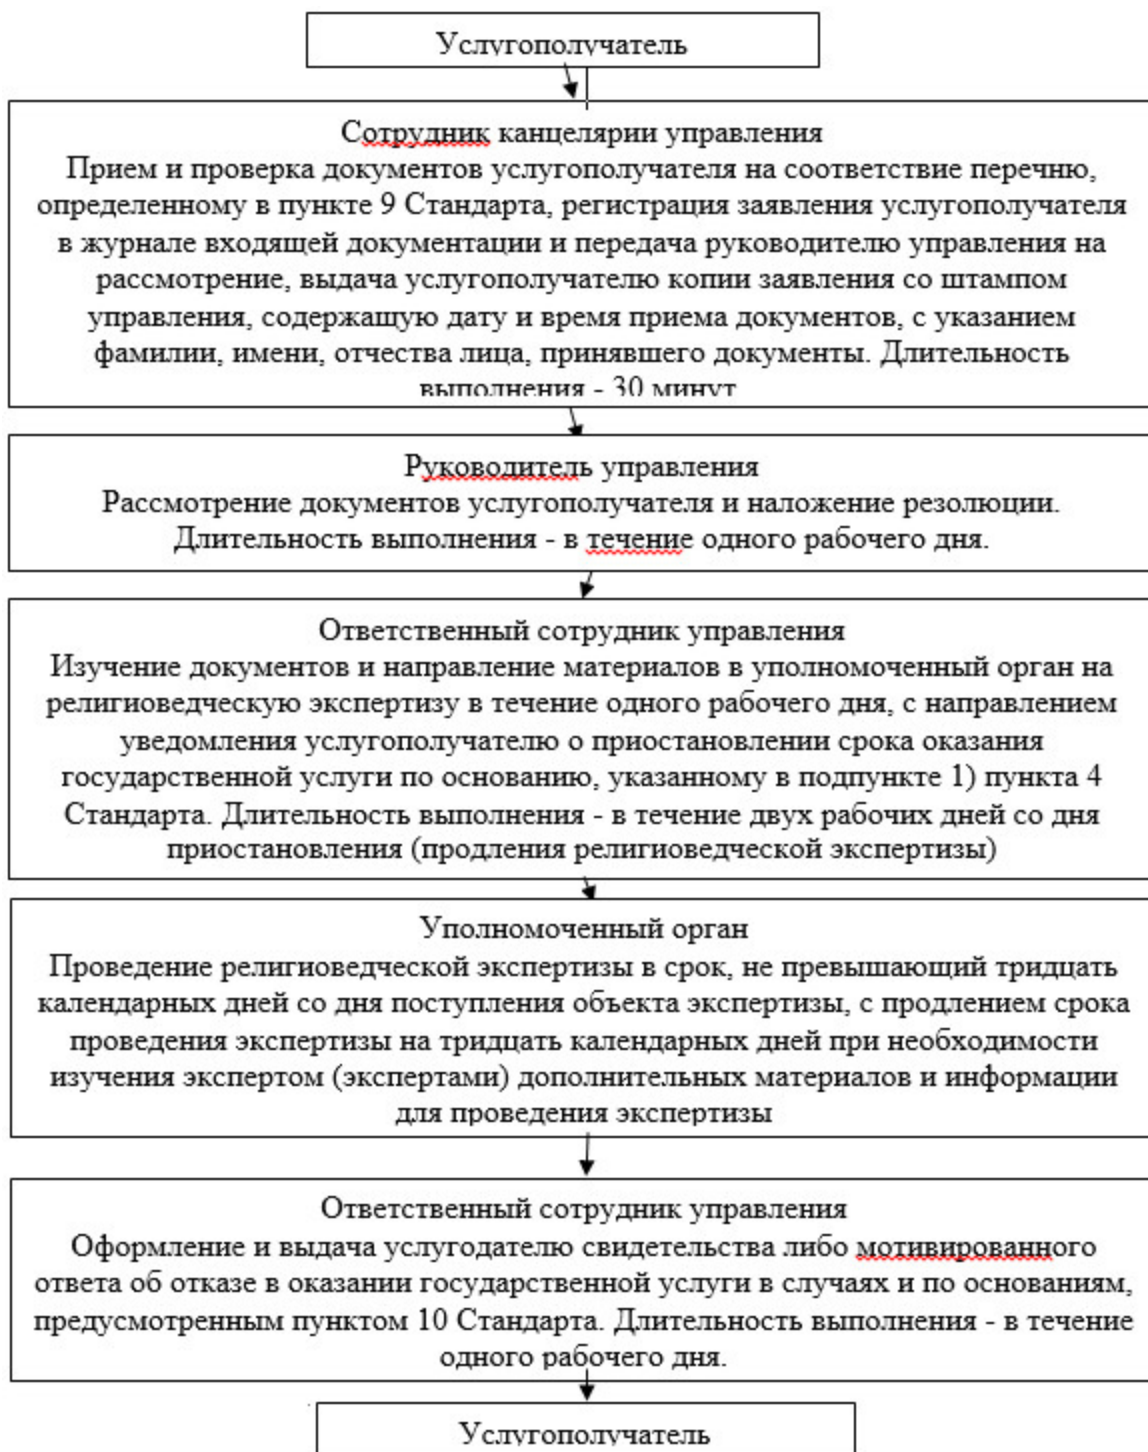 Услугополучатель
Сотрудник канцелярии управления
Прием и проверка документов услугополучателя на соответствие перечню,
определенному в пункте 9 Стандарта, регистрация заявления услугополучателя
в журнале входящей документации и передача руководителю управления на
рассмотрение, выдача услугополучателю копии заявления со штампом
управления, содержащую дату и время приема документов, с указанием
фамилии, имени, отчества лица, принявшего документы. Длительность
выполнения - 30 минут
Руководитель управления
Рассмотрение документов услугополучателя и наложение резолюции.
Длительность выполнения - в течение одного рабочего дня.
Ответственный сотрудник управления
Изучение документов и направление материалов в уполномоченный орган на
религиоведческую экспертизу в течение одного рабочего дня, с направлением
уведомления услугополучателю о приостановлении срока оказания
государственной услуги по основанию, указанному в подпункте 1) пункта 4
Стандарта. Длительность выполнения - в течение двух рабочих дней со дня
приостановления (продления религиоведческой экспертизы)
Уполномоченный орган
Проведение религиоведческой экспертизы в срок, не превышающий тридцать
календарных дней со дня поступления объекта экспертизы, с продлением срока
проведения экспертизы на тридцать календарных дней при необходимости
изучения экспертом (экспертами) дополнительных материалов и информации
для проведения экспертизы
Ответственный сотрудник управления
Оформление и выдача услугодателю свидетельства либо мотивированного
ответа об отказе в оказании государственной услуги в случаях и по основаниям,
предусмотренным пунктом 10 Стандарта. Длительность выполнения - в течение
одного рабочего дня.
Услугополучатель